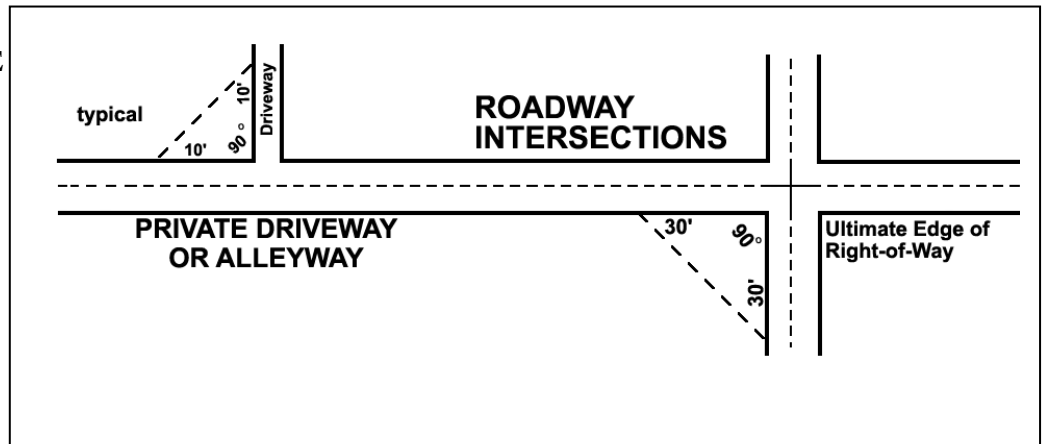 E
typical
10'
90°
10'
Driveway
ROADWAY
INTERSECTIONS
PRIVATE DRIVEWAY
OR ALLEYWAY
30'
90°
30'
Ultimate Edge of
Right-of-Way